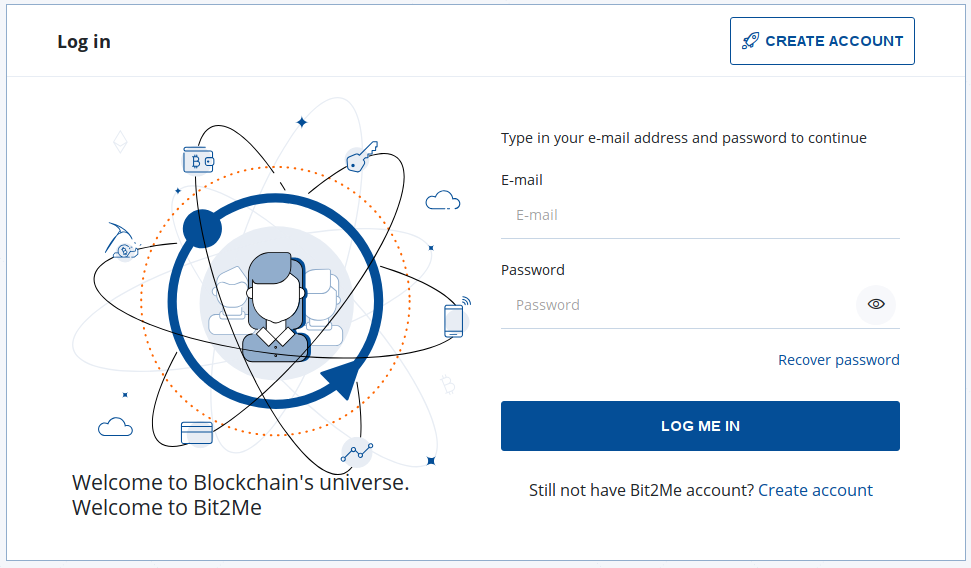 Log in
CREATE ACCOUNT
Type in your e-mail address and password to continue
E-mail
E-mail
Password
Password
Recover password
LOG ME IN
Still not have Bit2Me account? Create account
Welcome to Blockchain's universe.
Welcome to Bit2Me